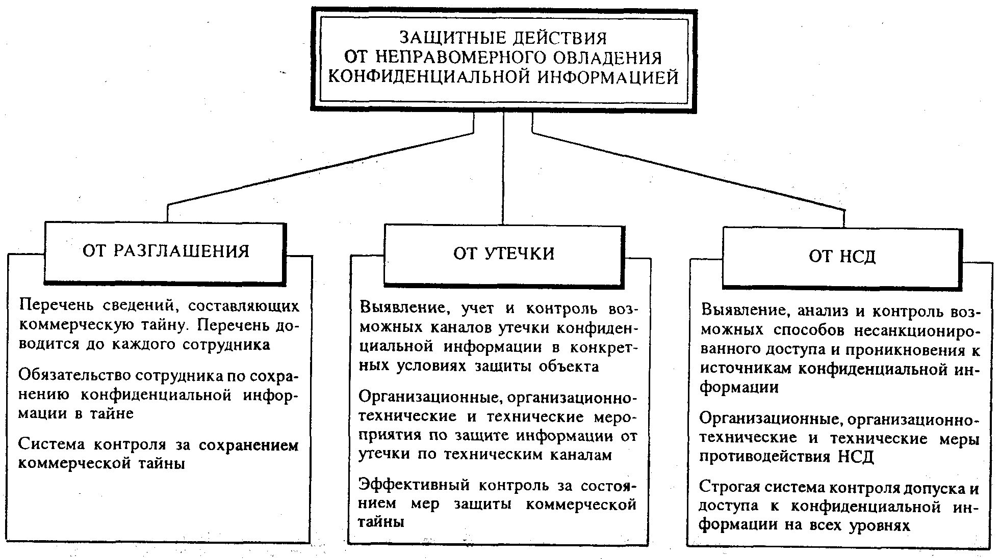 ЗАЩИТНЫЕ ДЕЙСТВИЯ
ОТ НЕПРАВОМЕРНОГО ОВЛАДЕНИЯ
КОНФИДЕНЦИАЛЬНОЙ ИНФОРМАЦИЕЙ
ОТ РАЗГЛАШЕНИЯ
Перечень сведений, составляющих
коммерческую тайну. Перечень до-
водится до каждого сотрудника
Обязательство сотрудника по сохра-
нению конфиденциальной инфор-
мации в тайне
Система контроля за сохранением
коммерческой тайны
ОТ УТЕЧКИ
Выявление, учет и контроль воз-
можных каналов утечки конфиден-
циальной информации в конкрет-
ных условиях защиты объекта
Организационные, организационно-
технические и технические меро-
приятия по защите информации от
утечки по техническим каналам
Эффективный контроль за состоя-
нием мер защиты коммерческой
тайны
ОТ НСД
Выявление, анализ и контроль воз-
можных способов несанкциониро-
ванного доступа и проникновения к
источникам конфиденциальной ин-
формации
Организационные, организационно-
технические и технические меры
противодействия НСД
Строгая система контроля допуска и
доступа к конфиденциальной ин-
формации на всех уровнях